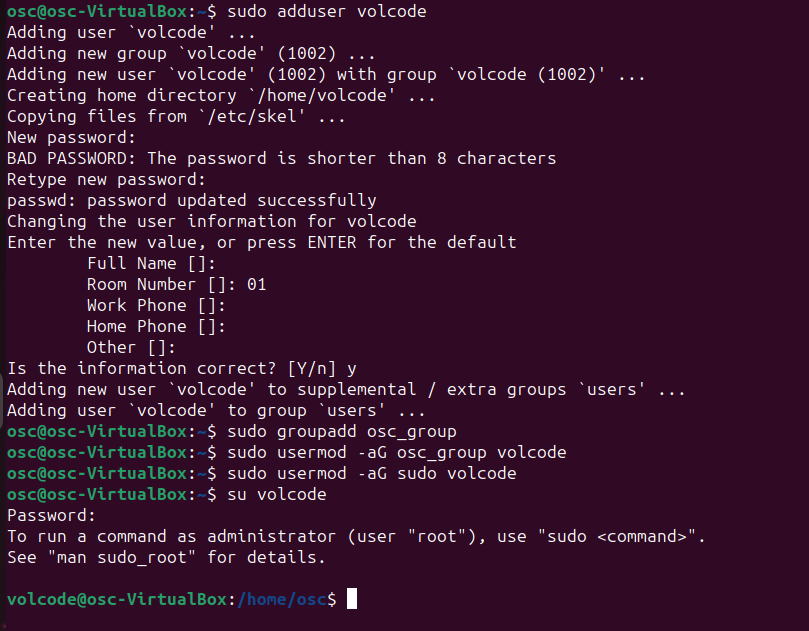 osc@osc-VirtualBox:~$ sudo adduser volcode
Adding user `volcode' ...
Adding new group `volcode' (1002) ...
Adding new user `volcode' (1002) with group `volcode (1002)' ...
Creating home directory `/home/volcode' ...
Copying files from `/etc/skel' ...
New password:
BAD PASSWORD: The password is shorter than 8 characters
Retype new password:
passwd: password updated successfully
Changing the user information for volcode
Enter the new value, or press ENTER for the default
        Full Name []:
        Room Number []: 01
        Work Phone []:
        Home Phone []:
        Other []:
Is the information correct? [Y/n] y
Adding new user `volcode' to supplemental / extra groups `users' ...
Adding user `volcode' to group `users' ...
osc@osc-VirtualBox:~$ sudo groupadd osc_group
osc@osc-VirtualBox:~$ sudo usermod -aG osc_group volcode
osc@osc-VirtualBox:~$ sudo usermod -aG sudo volcode
osc@osc-VirtualBox:~$ su volcode
Password:
To run a command as administrator (user "root"), use "sudo <command>".
See "man sudo_root" for details.

volcode@osc-VirtualBox:/home/osc$